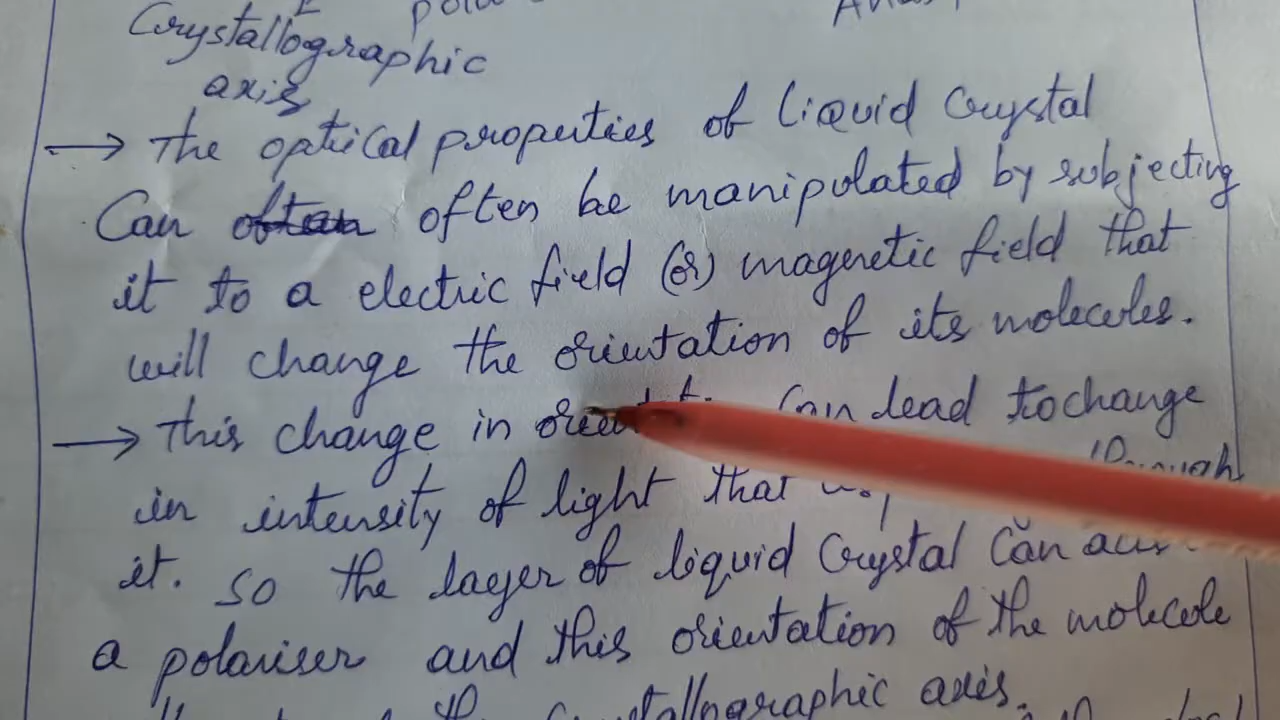 Crystallographic
axis
→ The optical properties of liquid Crystal
Can often be manipulated by subjecting
it to a electric field (or) magnetic field that
will change the orientation of its molecules.
→ This change in Can lead to change
in intensity of light that through
it. So the layer of liquid Crystal Can
a polariser and this orientation of the molecule
the Crystallographic axis.